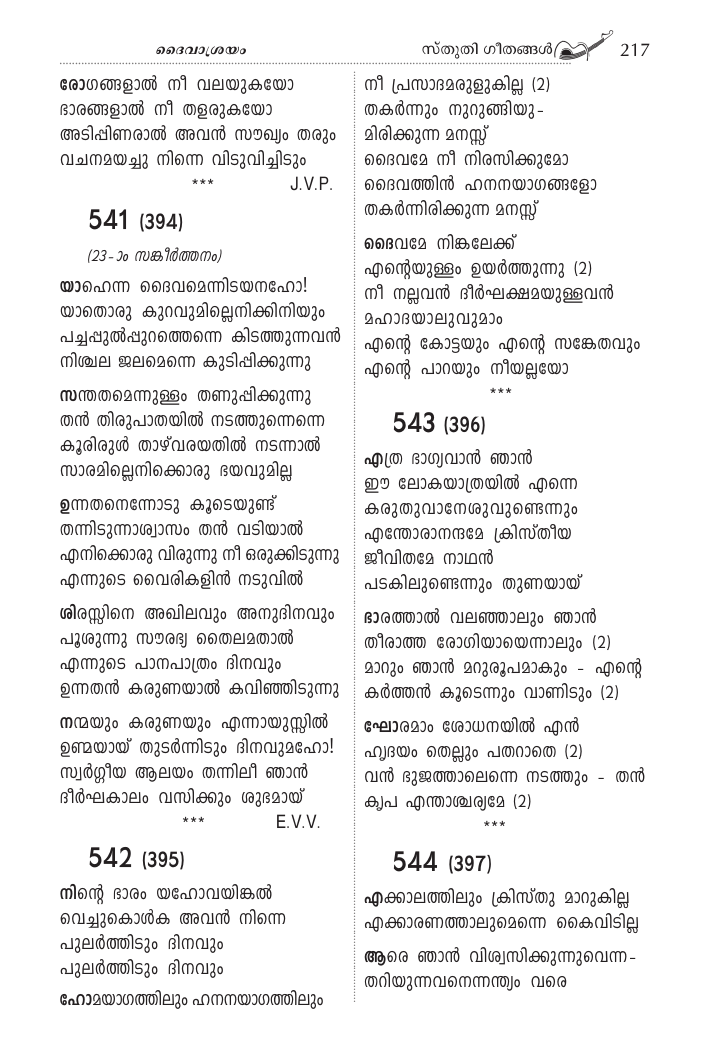 ദൈവാശ്രയം
സ്തുതി ഗീതങ്ങൾ 217
രോഗങ്ങളാൽ നീ വലയുകയോ
ഭാരങ്ങളാൽ നീ തളരുകയോ
അടിപ്പിണരാൽ അവൻ സൗഖ്യം തരും
വചനമയച്ചു നിന്നെ വിടുവിച്ചിടും
*** J.V.P.
541 (394)
(23-ാം സങ്കീർത്തനം)
യാഹെന്ന ദൈവമെന്നിടയനഹോ!
യാതൊരു കുറവുമില്ലെനിക്കിനിയും
പച്ചപ്പുൽപ്പുറത്തെന്നെ കിടത്തുന്നവൻ
നിശ്ചല ജലമെന്നെ കുടിപ്പിക്കുന്നു
സന്തതമെന്നുള്ളം തണുപ്പിക്കുന്നു
തൻ തിരുപാതയിൽ നടത്തുന്നെന്നെ
കൂരിരുൾ താഴ്‌വരയതിൽ നടന്നാൽ
സാരമില്ലെനിക്കൊരു ഭയവുമില്ല
ഉന്നതനെന്നോടു കൂടെയുണ്ട്
തന്നിടുന്നാശ്വാസം തൻ വടിയാൽ
എനിക്കൊരു വിരുന്നു നീ ഒരുക്കിടുന്നു
എന്നുടെ വൈരികളിൻ നടുവിൽ
ശിരസ്സിനെ അഖിലവും അനുദിനവും
പൂശുന്നു സൗരഭ്യ തൈലമതാൽ
എന്നുടെ പാനപാത്രം ദിനവും
ഉന്നതൻ കരുണയാൽ കവിഞ്ഞിടുന്നു
നന്മയും കരുണയും എന്നായുസ്സിൽ
ഉണ്മയായ് തുടർന്നിടും ദിനവുമഹോ!
സ്വർഗ്ഗീയ ആലയം തന്നിലീ ഞാൻ
ദീർഘകാലം വസിക്കും ശുഭമായ്
*** E.V.V.
542 (395)
നിന്റെ ഭാരം യഹോവയിങ്കൽ
വെച്ചുകൊൾക അവൻ നിന്നെ
പുലർത്തിടും ദിനവും
പുലർത്തിടും ദിനവും
ഹോമയാഗത്തിലും ഹനനയാഗത്തിലും
നീ പ്രസാദമരുളുകില്ല (2)
തകർന്നും നുറുങ്ങിയു-
മിരിക്കുന്ന മനസ്സ്
ദൈവമേ നീ നിരസിക്കുമോ
ദൈവത്തിൻ ഹനനയാഗങ്ങളോ
തകർന്നിരിക്കുന്ന മനസ്സ്
ദൈവമേ നിങ്കലേക്ക്
എന്റെയുള്ളം ഉയർത്തുന്നു (2)
നീ നല്ലവൻ ദീർഘക്ഷമയുള്ളവൻ
മഹാദയാലുവുമാം
എന്റെ കോട്ടയും എന്റെ സങ്കേതവും
എന്റെ പാറയും നീയല്ലയോ
***
543 (396)
എത്ര ഭാഗ്യവാൻ ഞാൻ
ഈ ലോകയാത്രയിൽ എന്നെ
കരുതുവാനേശുവുണ്ടെന്നും
എന്തോരാനന്ദമേ ക്രിസ്തീയ
ജീവിതമേ നാഥൻ
പടകിലുണ്ടെന്നും തുണയായ്
ഭാരത്താൽ വലഞ്ഞാലും ഞാൻ
തീരാത്ത രോഗിയായെന്നാലും (2)
മാറും ഞാൻ മറുരൂപമാകും - എന്റെ
കർത്തൻ കൂടെന്നും വാണിടും (2)
ഘോരമാം ശോധനയിൽ എൻ
ഹൃദയം തെല്ലും പതറാതെ (2)
വൻ ഭുജത്താലെന്നെ നടത്തും - തൻ
കൃപ എന്താശ്ചര്യമേ (2)
***
544 (397)
എക്കാലത്തിലും ക്രിസ്തു മാറുകില്ല
എക്കാരണത്താലുമെന്നെ കൈവിടില്ല
ആരെ ഞാൻ വിശ്വസിക്കുന്നുവെന്ന-
തറിയുന്നവനെന്നന്ത്യം വരെ